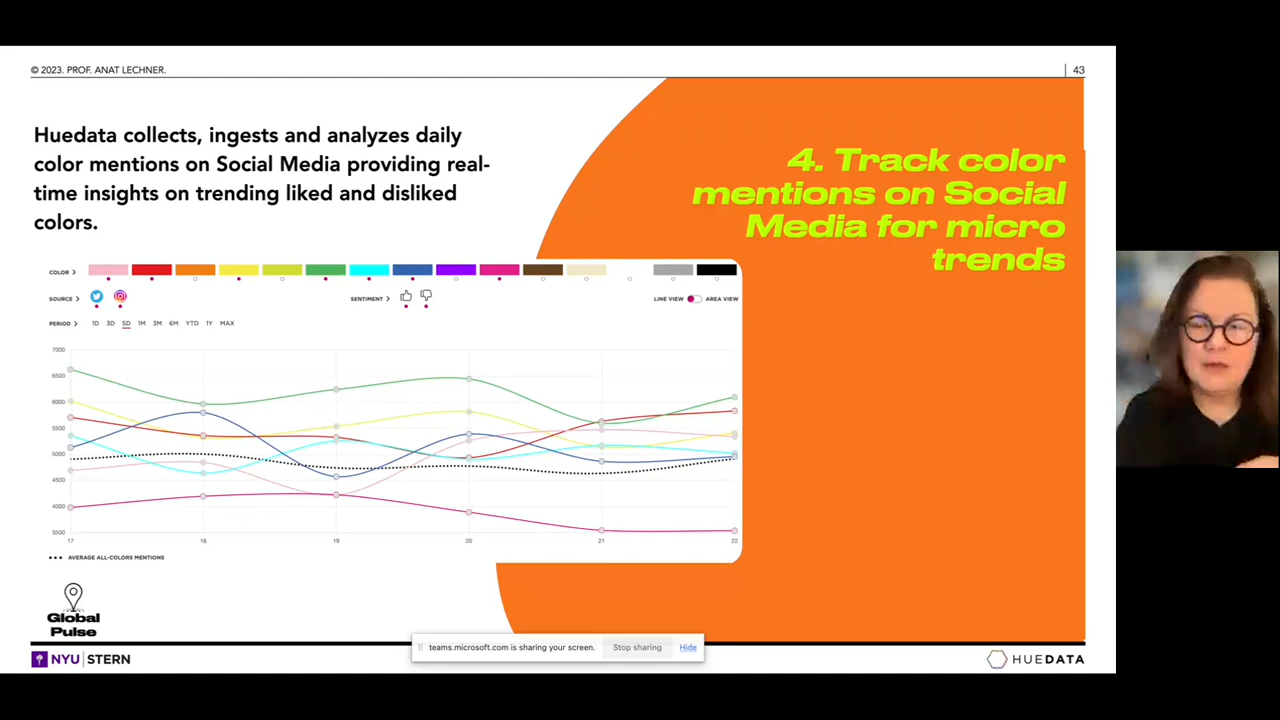 © 2023. PROF. ANAT LECHNER.
43
Huedata collects, ingests and analyzes daily
color mentions on Social Media providing real-
time insights on trending liked and disliked
colors.
4. Track color
mentions on Social
Media for micro
trends
COLOR >
SOURCE >
SENTIMENT >
LINE VIEW
AREA VIEW
PERIOD >
1D 3D 5D 1M 3M 6M YTD 1Y MAX
7000
6500
6000
5500
5000
4500
4000
3500
17 18 19 20 21 22
AVERAGE ALL-COLORS MENTIONS
Global
Pulse
teams.microsoft.com is sharing your screen.
Stop sharing
Hide
NYU STERN
HUEDATA